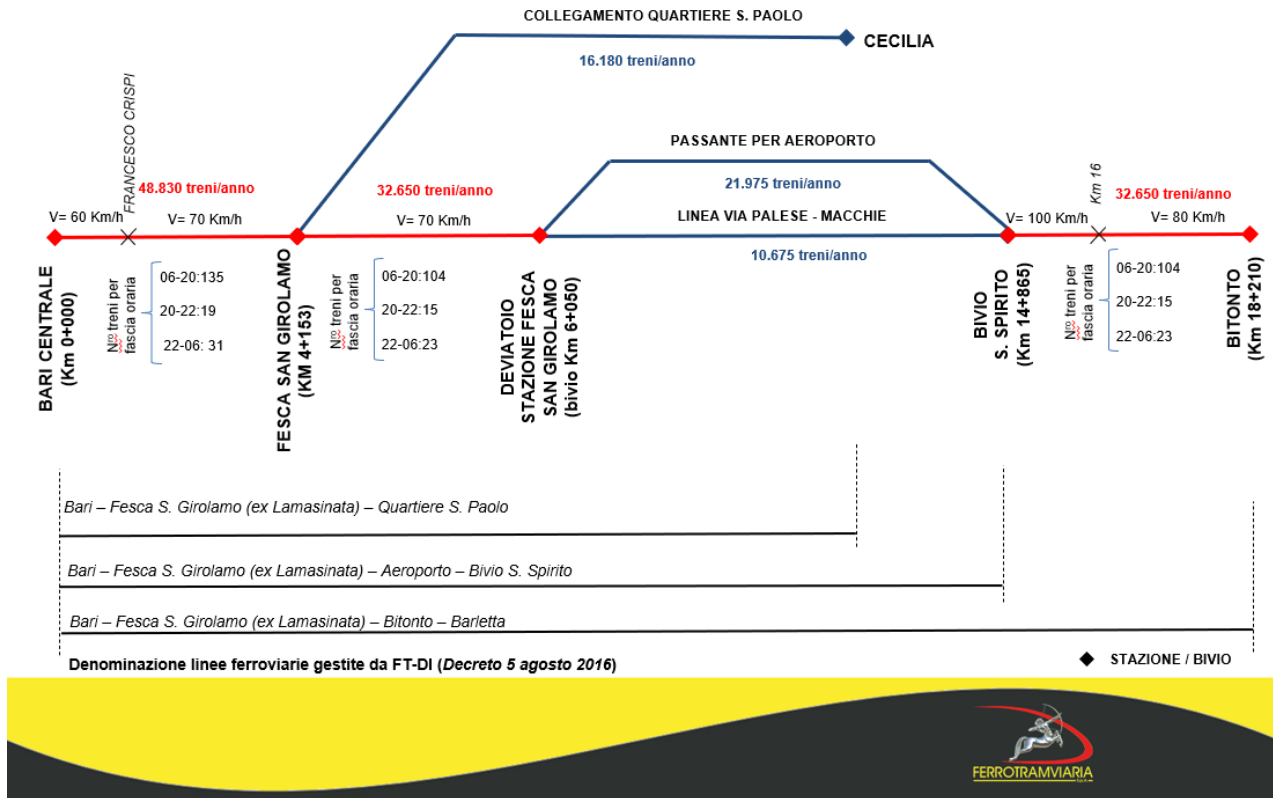 COLLEGAMENTO QUARTIERE S. PAOLO
CECILIA
16.180 treni/anno
FRANCESCO CRISPI
PASSANTE PER AEROPORTO
48.830 treni/anno
32.650 treni/anno
21.975 treni/anno
Km 16
32.650 treni/anno
V= 60 Km/h
V= 70 Km/h
V= 70 Km/h
LINEA VIA PALESE - MACCHIE
V= 100 Km/h
V= 80 Km/h
10.675 treni/anno
BARI CENTRALE
(Km 0+000)
Nro treni per
fascia oraria
06-20:135
20-22:19
22-06: 31
FESCA SAN GIROLAMO
(KM 4+153)
Nro treni per
fascia oraria
06-20:104
20-22:15
22-06:23
DEVIATOIO
STAZIONE FESCA
SAN GIROLAMO
(bivio Km 6+050)
BIVIO
S. SPIRITO
(Km 14+865)
Nro treni per
fascia oraria
06-20:104
20-22:15
22-06:23
BITONTO
(Km 18+210)
Bari – Fesca S. Girolamo (ex Lamasinata) – Quartiere S. Paolo
Bari – Fesca S. Girolamo (ex Lamasinata) – Aeroporto – Bivio S. Spirito
Bari – Fesca S. Girolamo (ex Lamasinata) – Bitonto – Barletta
Denominazione linee ferroviarie gestite da FT-DI (Decreto 5 agosto 2016)
STAZIONE / BIVIO
FERROTRAMVIARIA